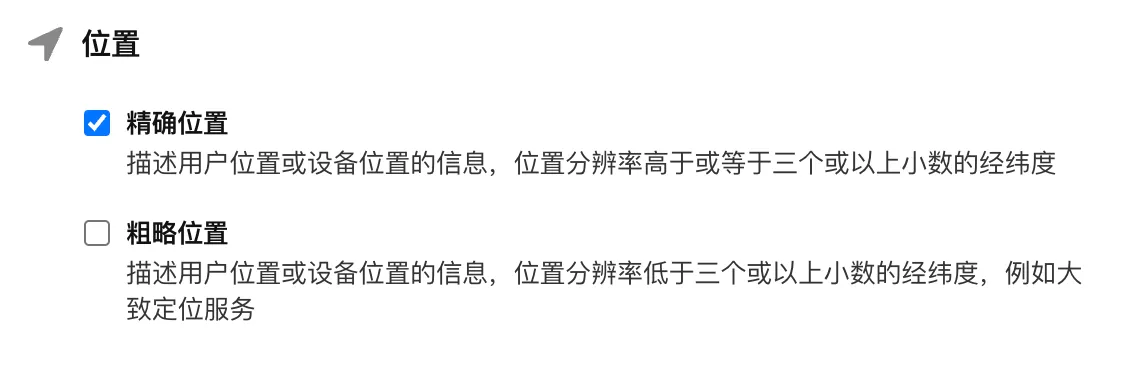 位置
精确位置
描述用户位置或设备位置的信息，位置分辨率高于或等于三个或以上小数的经纬度
粗略位置
描述用户位置或设备位置的信息，位置分辨率低于三个或以上小数的经纬度，例如大
致定位服务